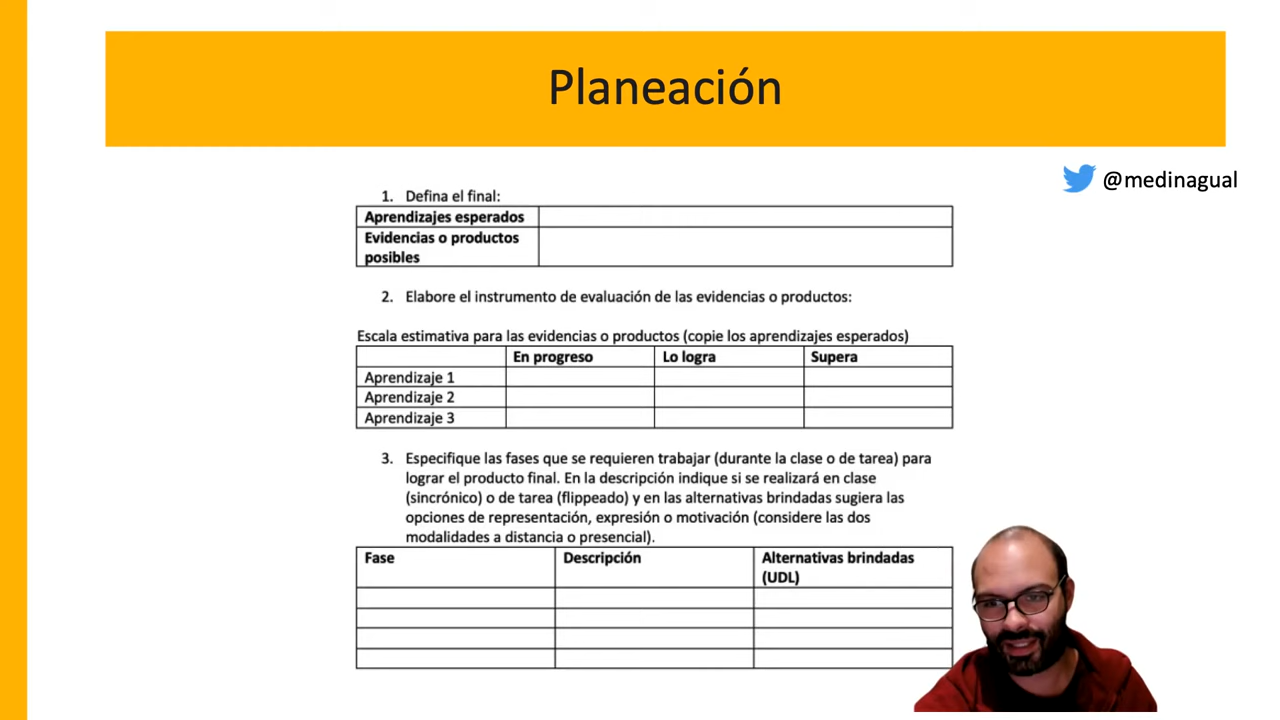 Planeación
@medinagual
1. Defina el final:
Aprendizajes esperados
Evidencias o productos
posibles
2. Elabore el instrumento de evaluación de las evidencias o productos:
Escala estimativa para las evidencias o productos (copie los aprendizajes esperados)
En progreso Lo logra Supera
Aprendizaje 1
Aprendizaje 2
Aprendizaje 3
3. Especifique las fases que se requieren trabajar (durante la clase o de tarea) para
lograr el producto final. En la descripción indique si se realizará en clase
(sincrónico) o de tarea (flippeado) y en las alternativas brindadas sugiera las
opciones de representación, expresión o motivación (considere las dos
modalidades a distancia o presencial).
Fase Descripción Alternativas brindadas
(UDL)